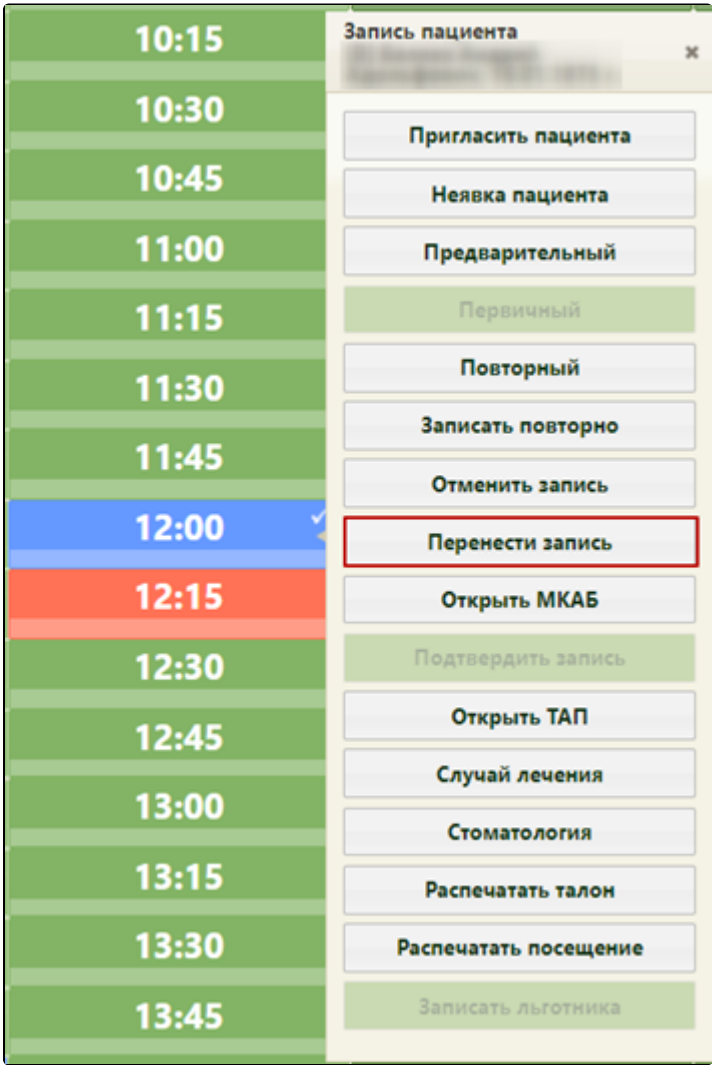 10:15
10:30
10:45
11:00
11:15
11:30
11:45
12:00
12:15
12:30
12:45
13:00
13:15
13:30
13:45
Запись пациента
Пригласить пациента
Неявка пациента
Предварительный
Первичный
Повторный
Записать повторно
Отменить запись
Перенести запись
Открыть МКАБ
Подтвердить запись
Открыть ТАП
Случай лечения
Стоматология
Распечатать талон
Распечатать посещение
Записать льготника